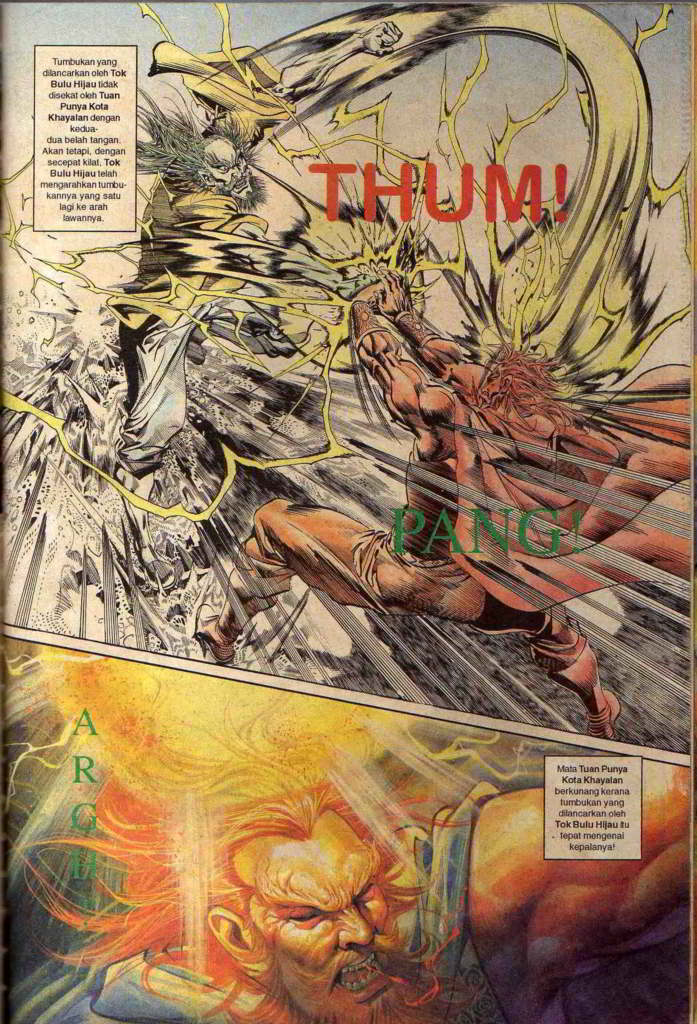 Tumbukan yang
dilancarkan oleh Tok
Bulu Hijau tidak
disekat oleh Tuan
Punya Kota
Khayalan dengan
kedua-
dua belah tangan.
Akan tetapi, dengan
secepat kilat, Tok
Bulu Hijau telah
mengarahkan tumbu-
kannya yang satu
lagi ke arah
lawannya.
THUM!
PANG!
A
R
G
H
Mata Tuan Punya
Kota Khayalan
berkunang kerana
tumbukan yang
dilancarkan oleh
Tok Bulu Hijau itu
tepat mengenai
kepalanya!